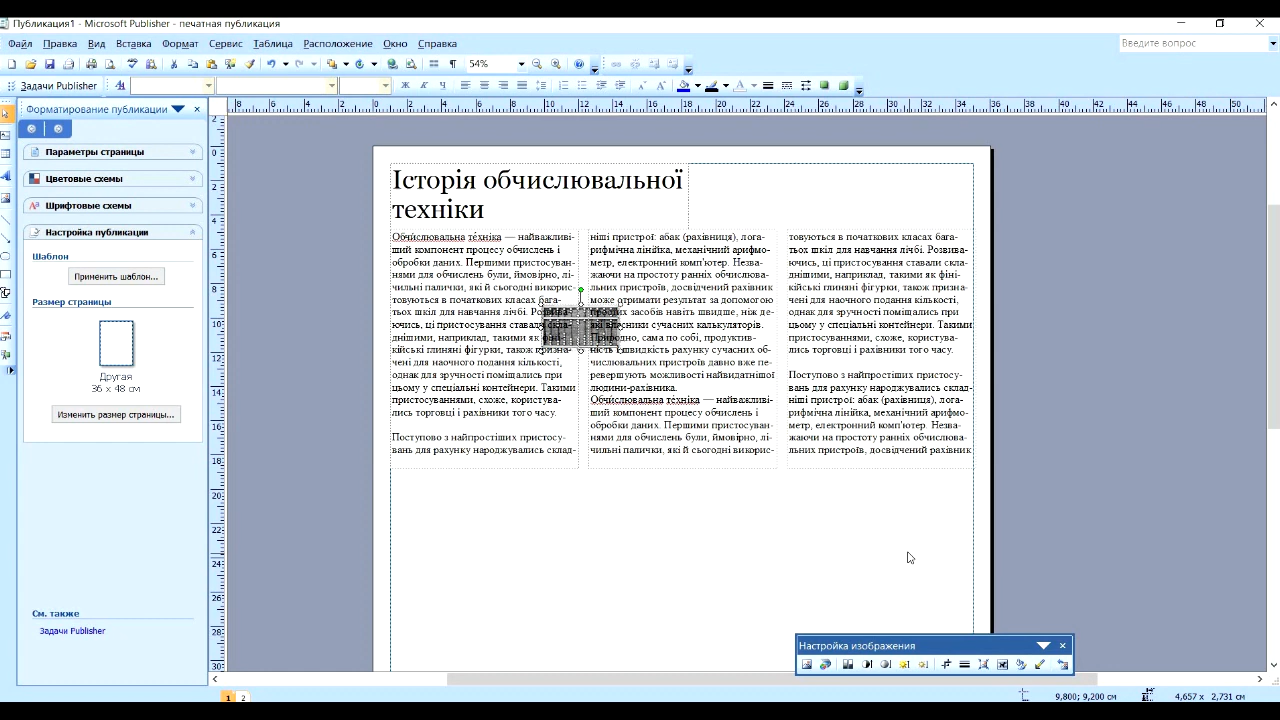 Публикация1 - Microsoft Publisher - печатная публикация
Файл Правка Вид Вставка Формат Сервис Таблица Расположение Окно Справка
Введите вопрос
54%
Задачи Publisher
Ж К Ч
Форматирование публикации
Параметры страницы
Цветовые схемы
Шрифтовые схемы
Настройка публикации
Шаблон
Применить шаблон...
Размер страницы
Другая
36 x 48 см
Изменить размер страницы...
См. также
Задачи Publisher
Історія обчислювальної
техніки
Обчи́слювальна те́хніка — найважливі-
ший компонент процесу обчислень і
обробки даних. Першими пристосуван-
нями для обчислень були, ймовірно, лі-
чильні палички, які й сьогодні викорис-
товуються в початкових класах бага-
тьох шкіл для навчання лічбі. Розвива-
ючись, ці пристосування ставали склад-
днішими, наприклад, такими як фіні-
кійські глиняні фігурки, також призна-
чені для наочного подання кількості,
однак для зручності поміщались при
цьому у спеціальні контейнери. Такими
пристосуваннями, схоже, користува-
лись торговці і рахівники того часу.
Поступово з найпростіших пристосу-
вань для рахунку народжувались склад-
ніші пристрої: абак (рахівниця), лога-
рифмічна лінійка, механічний арифмо-
метр, електронний комп'ютер. Незва-
жаючи на простоту ранніх обчислюва-
льних пристроїв, досвідчений рахівник
може отримати результат за допомогою
простих засобів навіть швидше, ніж де-
які власники сучасних калькуляторів.
Природно, сама по собі, продуктив-
ність і швидкість рахунку сучасних об-
числювальних пристроїв давно вже пе-
ревершують можливості найвидатнішої
людини-рахівника.
Обчи́слювальна те́хніка — найважливі-
ший компонент процесу обчислень і
обробки даних. Першими пристосуван-
нями для обчислень були, ймовірно, лі-
чильні палички, які й сьогодні викорис-
товуються в початкових класах бага-
тьох шкіл для навчання лічбі. Розвива-
ючись, ці пристосування ставали скла-
днішими, наприклад, такими як фіні-
кійські глиняні фігурки, також призна-
чені для наочного подання кількості,
однак для зручності поміщались при
цьому у спеціальні контейнери. Такими
пристосуваннями, схоже, користува-
лись торговці і рахівники того часу.
Поступово з найпростіших пристосу-
вань для рахунку народжувались склад-
ніші пристрої: абак (рахівниця), лога-
рифмічна лінійка, механічний арифмо-
метр, електронний комп'ютер. Незва-
жаючи на простоту ранніх обчислюва-
льних пристроїв, досвідчений рахівник
Настройка изображения
1 2
9,800; 9,200 см
4,657 x 2,731 см